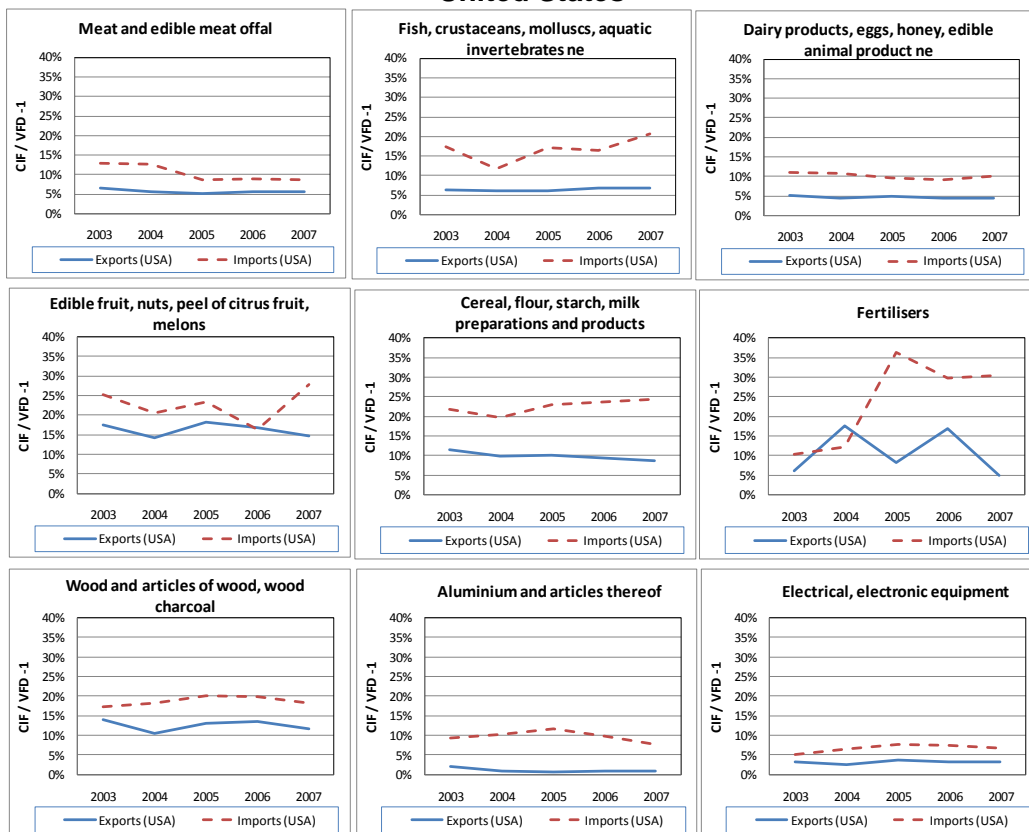 United States
Meat and edible meat offal
CIF / VFD -1
40%
35%
30%
25%
20%
15%
10%
5%
0%
2003 2004 2005 2006 2007
Exports (USA) Imports (USA)
Fish, crustaceans, molluscs, aquatic
invertebrates ne
CIF / VFD -1
40%
35%
30%
25%
20%
15%
10%
5%
0%
2003 2004 2005 2006 2007
Exports (USA) Imports (USA)
Dairy products, eggs, honey, edible
animal product ne
CIF / VFD -1
40%
35%
30%
25%
20%
15%
10%
5%
0%
2003 2004 2005 2006 2007
Exports (USA) Imports (USA)
Edible fruit, nuts, peel of citrus fruit,
melons
CIF / VFD -1
40%
35%
30%
25%
20%
15%
10%
5%
0%
2003 2004 2005 2006 2007
Exports (USA) Imports (USA)
Cereal, flour, starch, milk
preparations and products
CIF / VFD -1
40%
35%
30%
25%
20%
15%
10%
5%
0%
2003 2004 2005 2006 2007
Exports (USA) Imports (USA)
Fertilisers
CIF / VFD -1
40%
35%
30%
25%
20%
15%
10%
5%
0%
2003 2004 2005 2006 2007
Exports (USA) Imports (USA)
Wood and articles of wood, wood
charcoal
CIF / VFD -1
40%
35%
30%
25%
20%
15%
10%
5%
0%
2003 2004 2005 2006 2007
Exports (USA) Imports (USA)
Aluminium and articles thereof
CIF / VFD -1
40%
35%
30%
25%
20%
15%
10%
5%
0%
2003 2004 2005 2006 2007
Exports (USA) Imports (USA)
Electrical, electronic equipment
CIF / VFD -1
40%
35%
30%
25%
20%
15%
10%
5%
0%
2003 2004 2005 2006 2007
Exports (USA) Imports (USA)